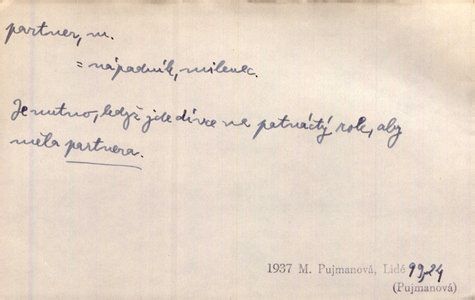 partner, m.
= nápadník, milenec.
Je nutno, když jde dívce na patnáctý rok, aby
měla partnera.
1937 M. Pujmanová, Lidé 99,24
(Pujmanová)